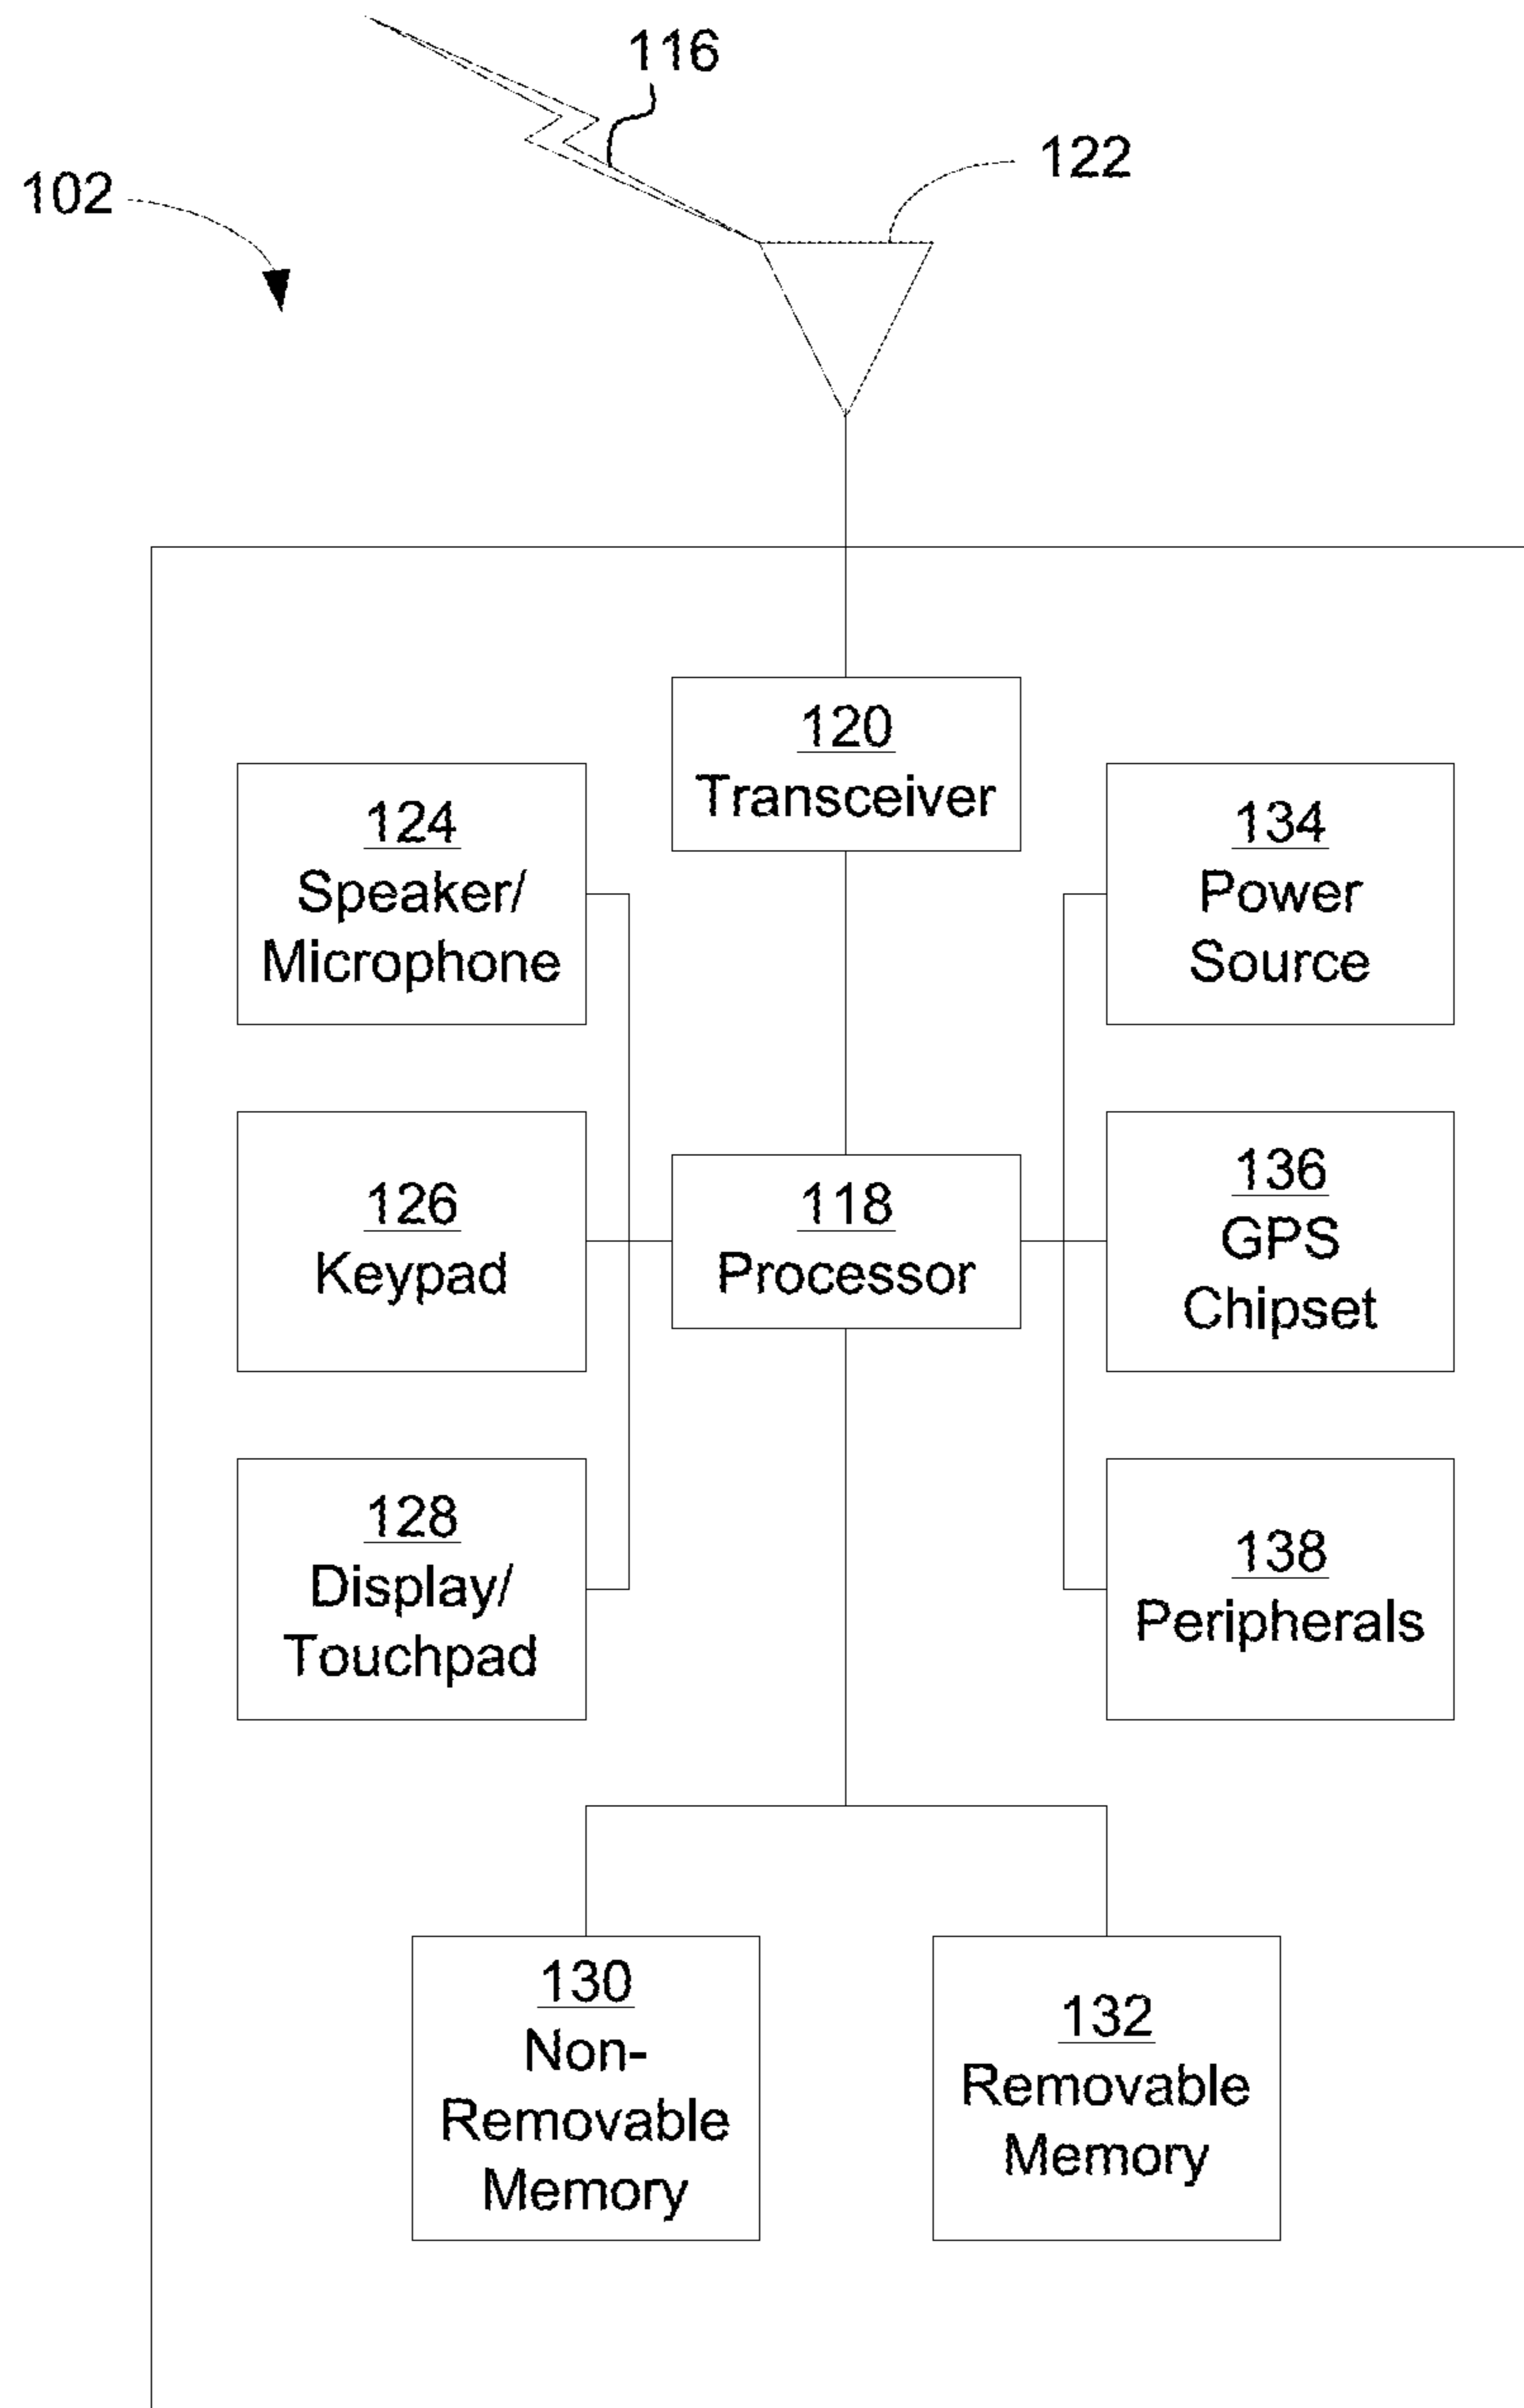 116
122
102
120
Transceiver
124
Speaker/
Microphone
134
Power
Source
126
Keypad
118
Processor
136
GPS
Chipset
128
Display/
Touchpad
138
Peripherals
130
Non-
Removable
Memory
132
Removable
Memory